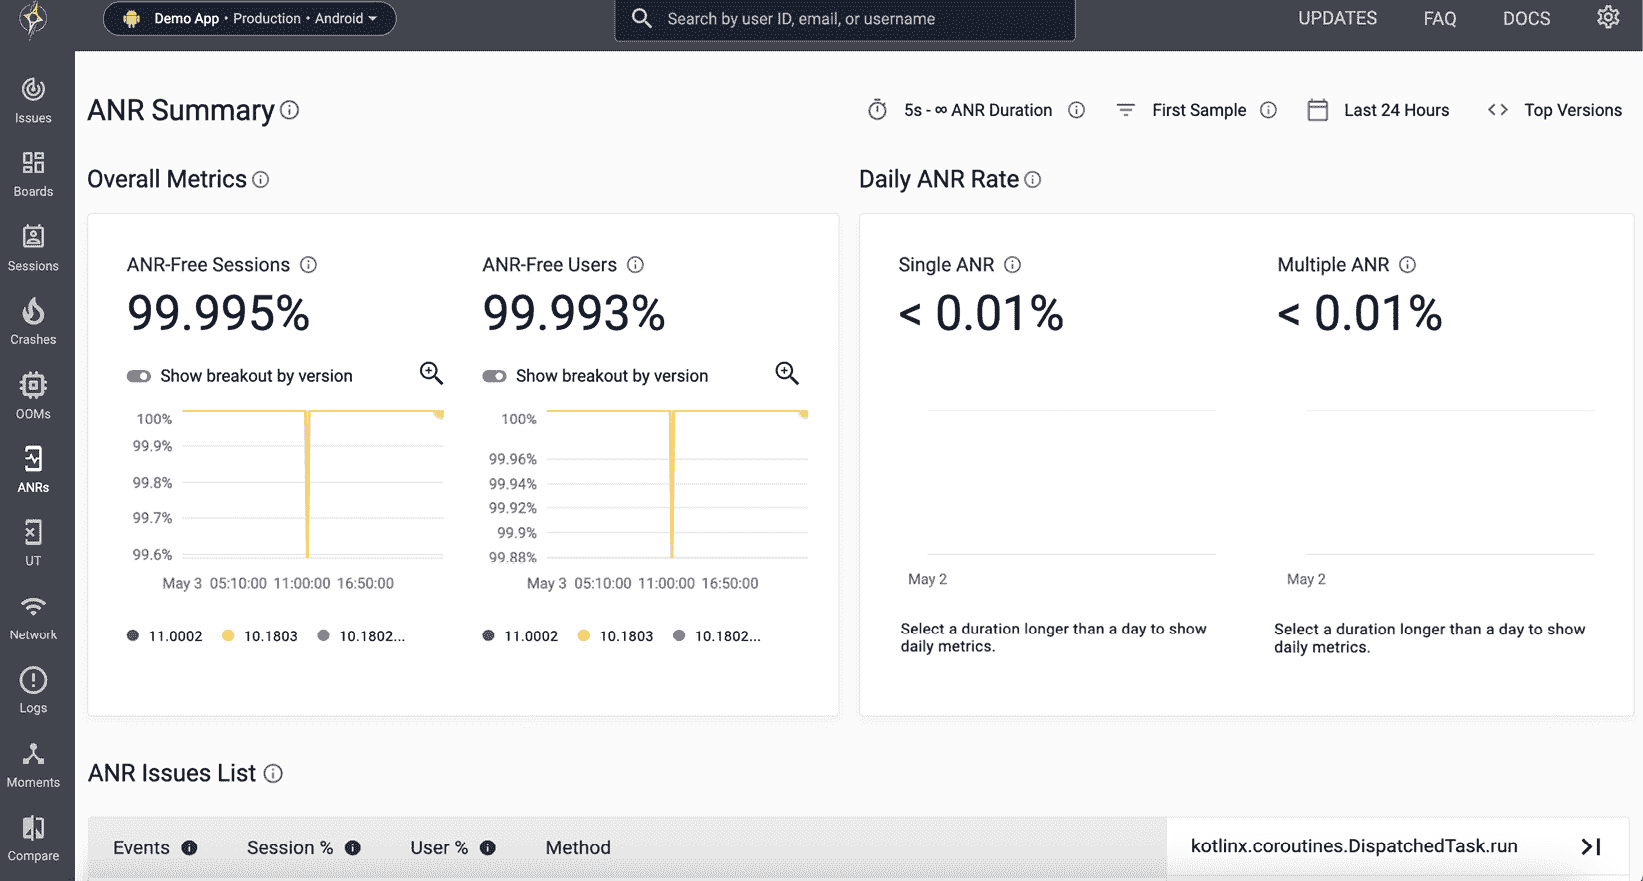 Demo App • Production • Android
Search by user ID, email, or username
UPDATES
FAQ
DOCS
Issues
Boards
Sessions
Crashes
OOMs
ANRs
UT
Network
Logs
Moments
Compare
ANR Summary
5s - ∞ ANR Duration
First Sample
Last 24 Hours
Top Versions
Overall Metrics
ANR-Free Sessions
99.995%
Show breakout by version
100%
99.9%
99.8%
99.7%
99.6%
May 3 05:10:00 11:00:00 16:50:00
11.0002 10.1803 10.1802...
ANR-Free Users
99.993%
Show breakout by version
100%
99.96%
99.94%
99.92%
99.9%
99.88%
May 3 05:10:00 11:00:00 16:50:00
11.0002 10.1803 10.1802...
Daily ANR Rate
Single ANR
< 0.01%
May 2
Select a duration longer than a day to show
daily metrics.
Multiple ANR
< 0.01%
May 2
Select a duration longer than a day to show
daily metrics.
ANR Issues List
Events Session % User % Method
kotlinx.coroutines.DispatchedTask.run